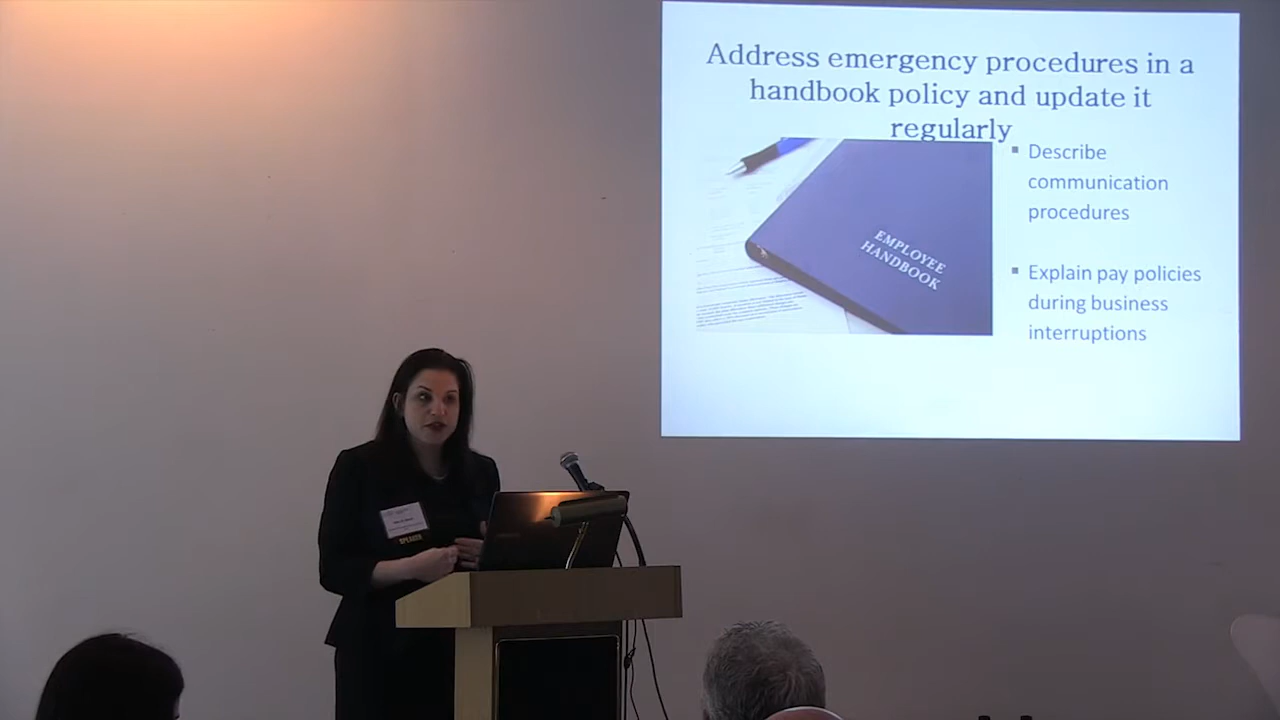 Address emergency procedures in a
handbook policy and update it
regularly
Describe
communication
procedures
Explain pay policies
during business
interruptions
EMPLOYEE
HANDBOOK
SPEAKER